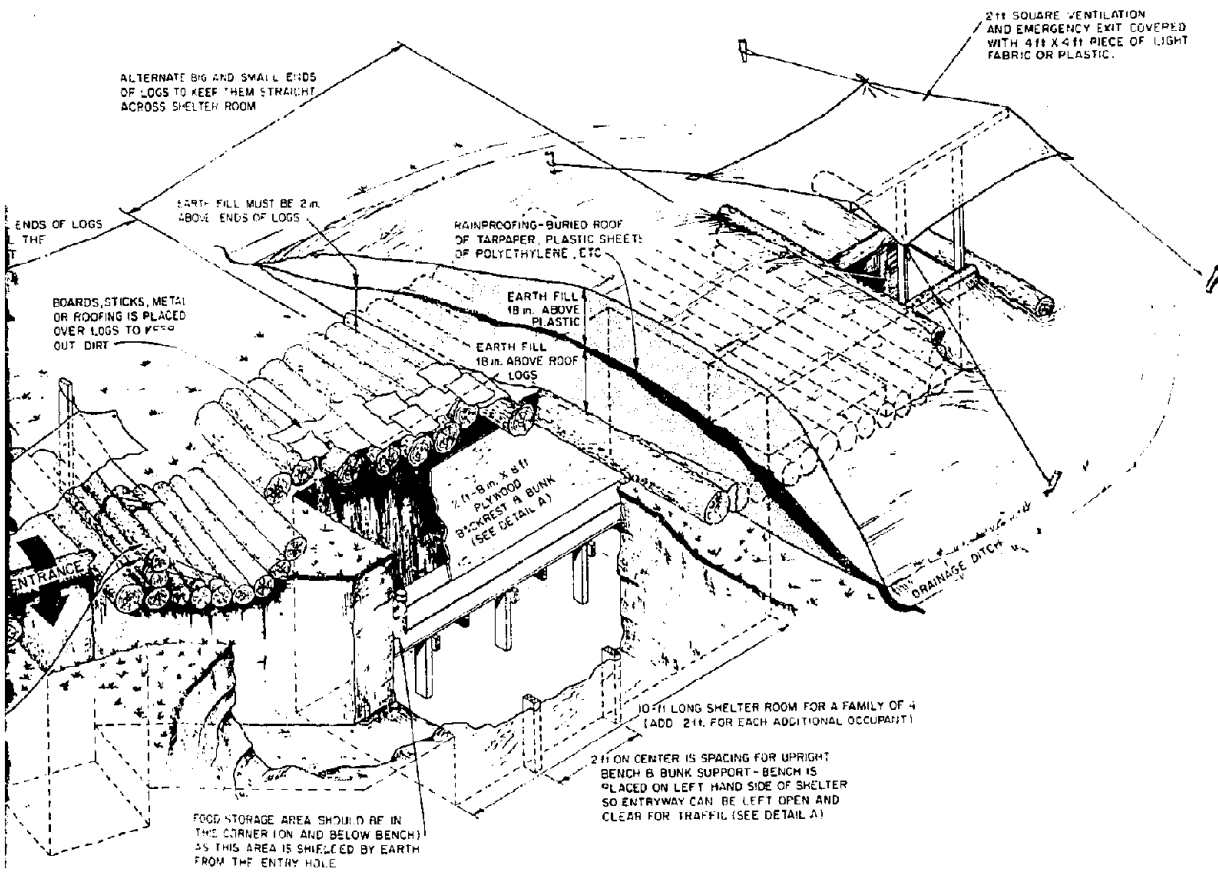 2 ft SQUARE VENTILATION
AND EMERGENCY EXIT COVERED
WITH 4 ft X 4 ft PIECE OF LIGHT
FABRIC OR PLASTIC.
ALTERNATE BIG AND SMALL ENDS
OF LOGS TO KEEP THEM STRAIGHT
ACROSS SHELTER ROOM
EARTH FILL MUST BE 2 in.
ABOVE ENDS OF LOGS
ENDS OF LOGS
THE
RAINPROOFING-BURIED ROOF
OF TARPAPER, PLASTIC SHEETS
OF POLYETHYLENE, ETC
BOARDS, STICKS, METAL
OR ROOFING IS PLACED
OVER LOGS TO KEEP
OUT DIRT
EARTH FILL
18 in. ABOVE
PLASTIC
EARTH FILL
18 in. ABOVE ROOF
LOGS
8 in. X 8 ft
PLYWOOD
BACKREST & BUNK
(SEE DETAIL A)
ENTRANCE
DRAINAGE DITCH
10-ft LONG SHELTER ROOM FOR A FAMILY OF 4
(ADD 2 ft. FOR EACH ADDITIONAL OCCUPANT)
2 ft ON CENTER IS SPACING FOR UPRIGHT
BENCH & BUNK SUPPORT - BENCH IS
PLACED ON LEFT HAND SIDE OF SHELTER
SO ENTRYWAY CAN BE LEFT OPEN AND
CLEAR FOR TRAFFIC (SEE DETAIL A)
FOOD STORAGE AREA SHOULD BE IN
THIS CORNER (ON AND BELOW BENCH)
AS THIS AREA IS SHIELDED BY EARTH
FROM THE ENTRY HOLE